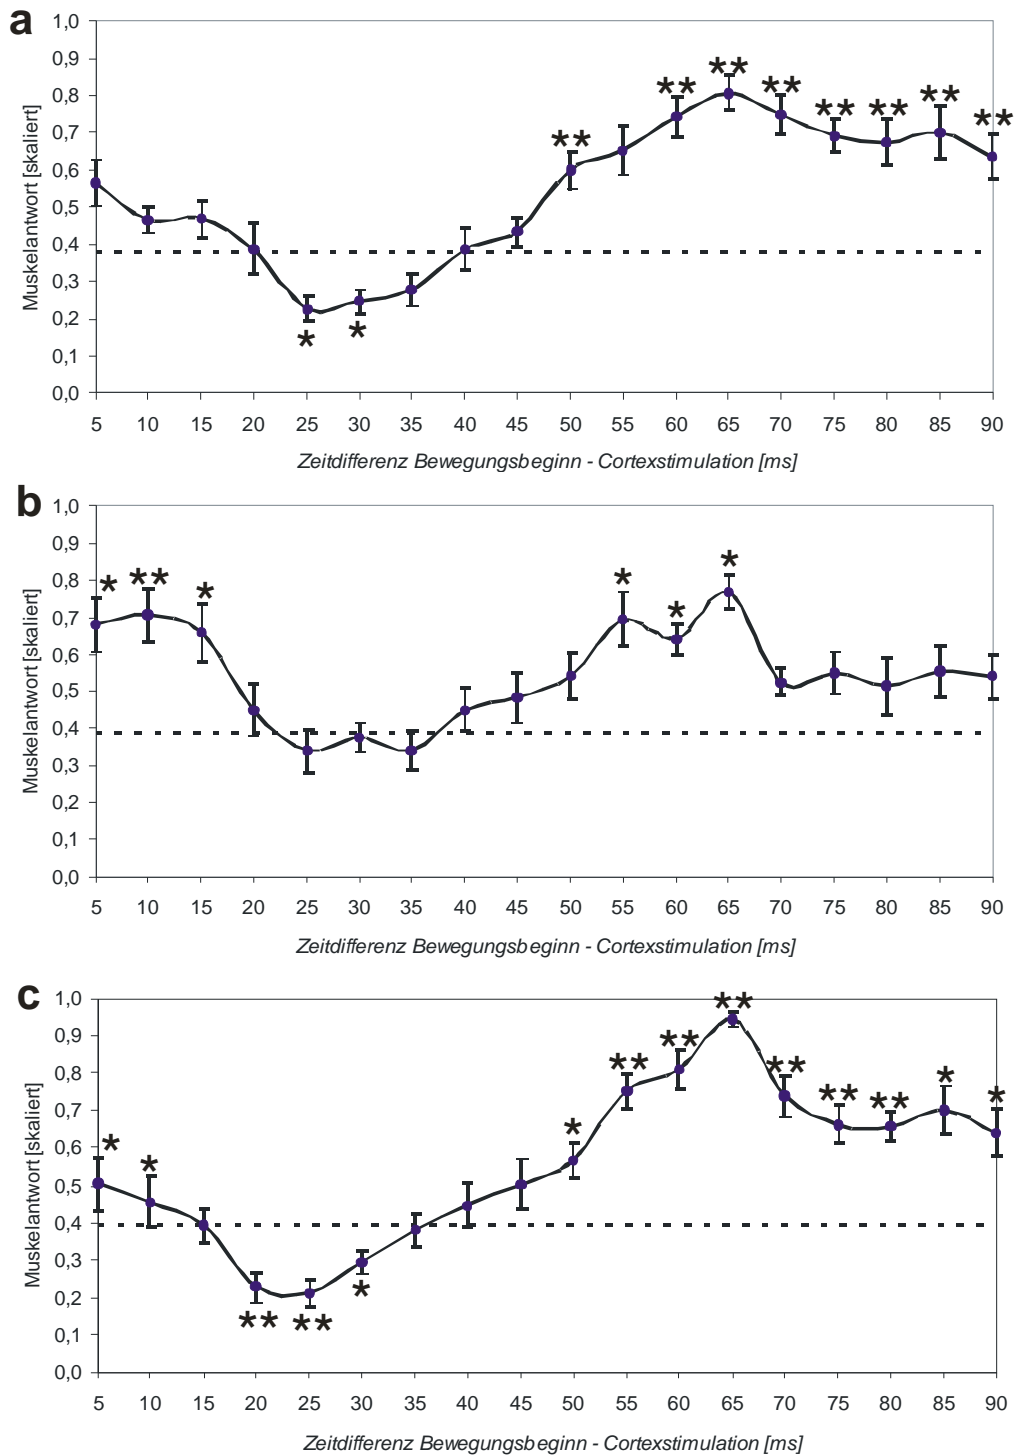 a
1,0
0,9
0,8
0,7
0,6
0,5
0,4
0,3
0,2
0,1
0,0
Muskelantwort [skaliert]
** ** ** ** ** ** ** **
* *
5 10 15 20 25 30 35 40 45 50 55 60 65 70 75 80 85 90
Zeitdifferenz Bewegungsbeginn - Cortexstimulation [ms]
b
1,0
0,9
0,8
0,7
0,6
0,5
0,4
0,3
0,2
0,1
0,0
Muskelantwort [skaliert]
* ** * * * *
5 10 15 20 25 30 35 40 45 50 55 60 65 70 75 80 85 90
Zeitdifferenz Bewegungsbeginn - Cortexstimulation [ms]
c
1,0
0,9
0,8
0,7
0,6
0,5
0,4
0,3
0,2
0,1
0,0
Muskelantwort [skaliert]
* * * ** ** ** ** ** ** * *
** ** *
5 10 15 20 25 30 35 40 45 50 55 60 65 70 75 80 85 90
Zeitdifferenz Bewegungsbeginn - Cortexstimulation [ms]